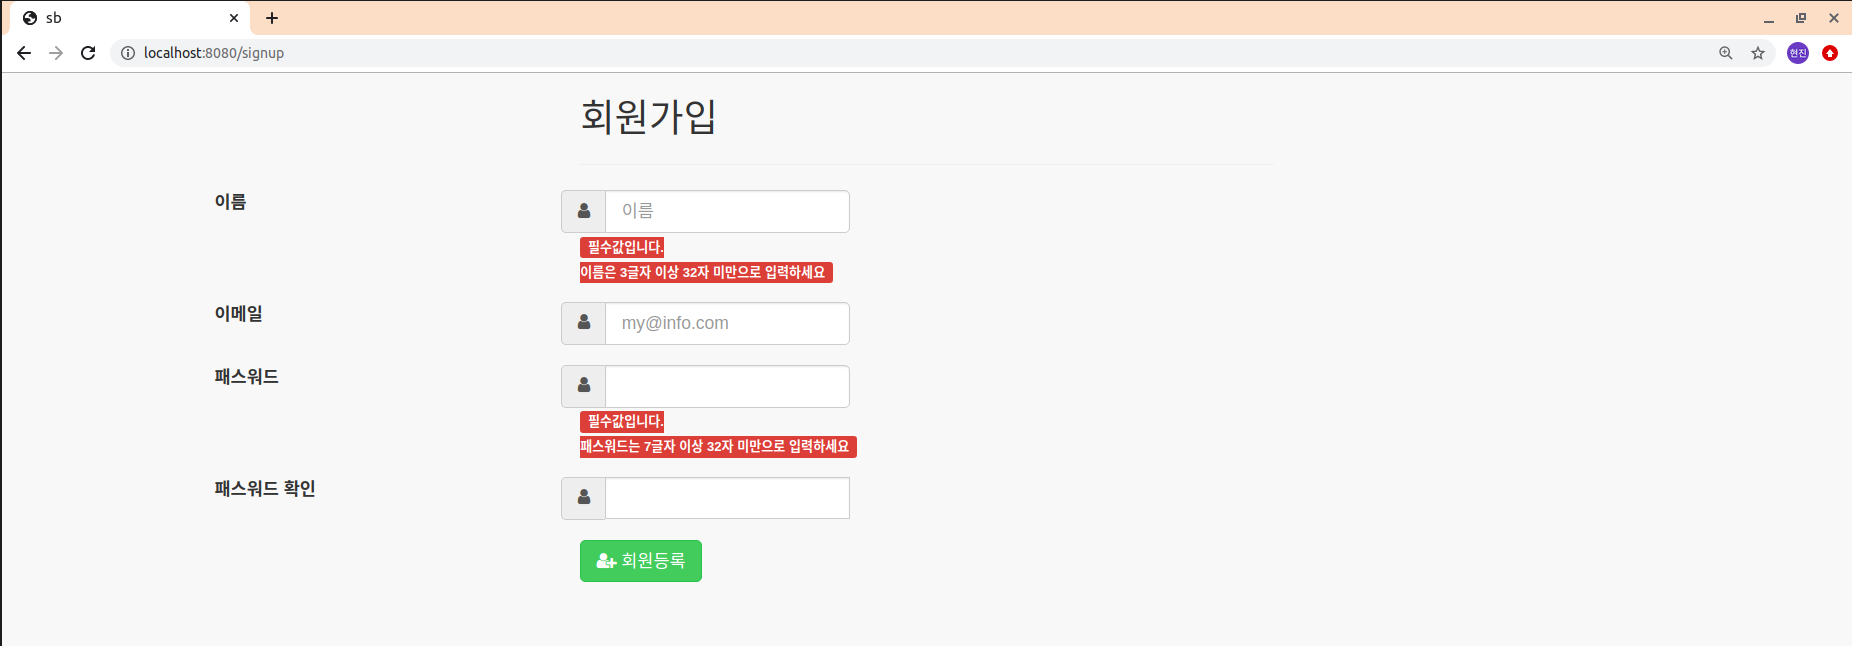 sb
localhost:8080/signup
현진
회원가입
이름
이름
필수값입니다.
이름은 3글자 이상 32자 미만으로 입력하세요
이메일
my@info.com
패스워드
필수값입니다.
패스워드는 7글자 이상 32자 미만으로 입력하세요
패스워드 확인
회원등록